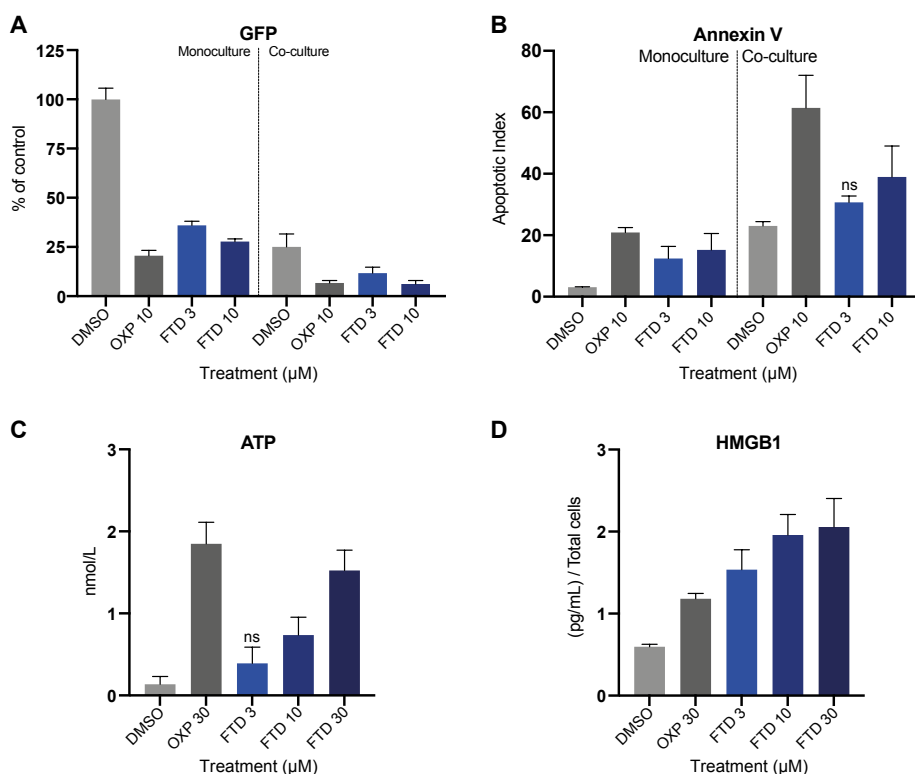 A
GFP
Monoculture
Co-culture
125
100
75
50
25
0
% of control
DMSO
OXP 10
FTD 3
FTD 10
DMSO
OXP 10
FTD 3
FTD 10
Treatment (µM)
B
Annexin V
Monoculture
Co-culture
80
60
40
20
0
Apoptotic Index
ns
DMSO
OXP 10
FTD 3
FTD 10
DMSO
OXP 10
FTD 3
FTD 10
Treatment (µM)
C
ATP
3
2
1
0
nmol/L
ns
DMSO
OXP 30
FTD 3
FTD 10
FTD 30
Treatment (µM)
D
HMGB1
3
2
1
0
(pg/mL) / Total cells
DMSO
OXP 30
FTD 3
FTD 10
FTD 30
Treatment (µM)